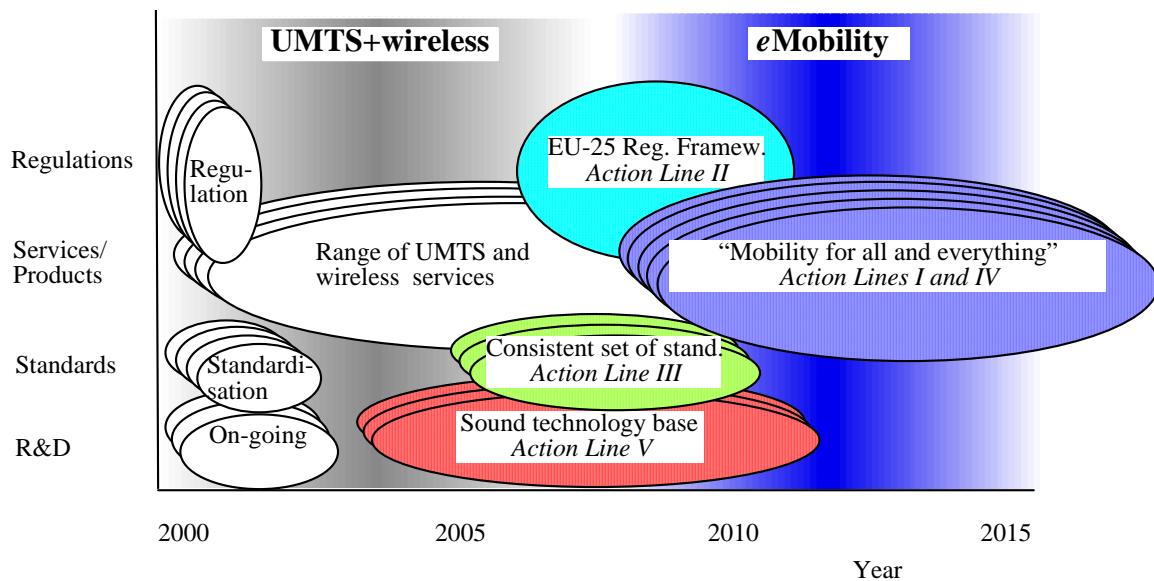 UMTS+wireless
eMobility
Regulations
Regu-
lation
EU-25 Reg. Framew.
Action Line II
Services/
Products
Range of UMTS and
wireless services
“Mobility for all and everything”
Action Lines I and IV
Standards
Standardi-
sation
Consistent set of stand.
Action Line III
R&D
On-going
Sound technology base
Action Line V
2000
2005
2010
2015
Year